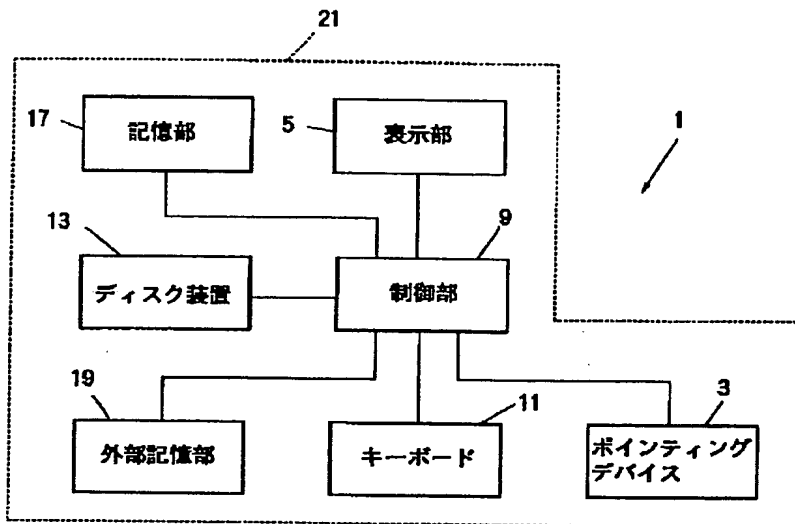 21
17
記憶部
5
表示部
1
13
ディスク装置
9
制御部
19
外部記憶部
11
キーボード
3
ポインティング
デバイス